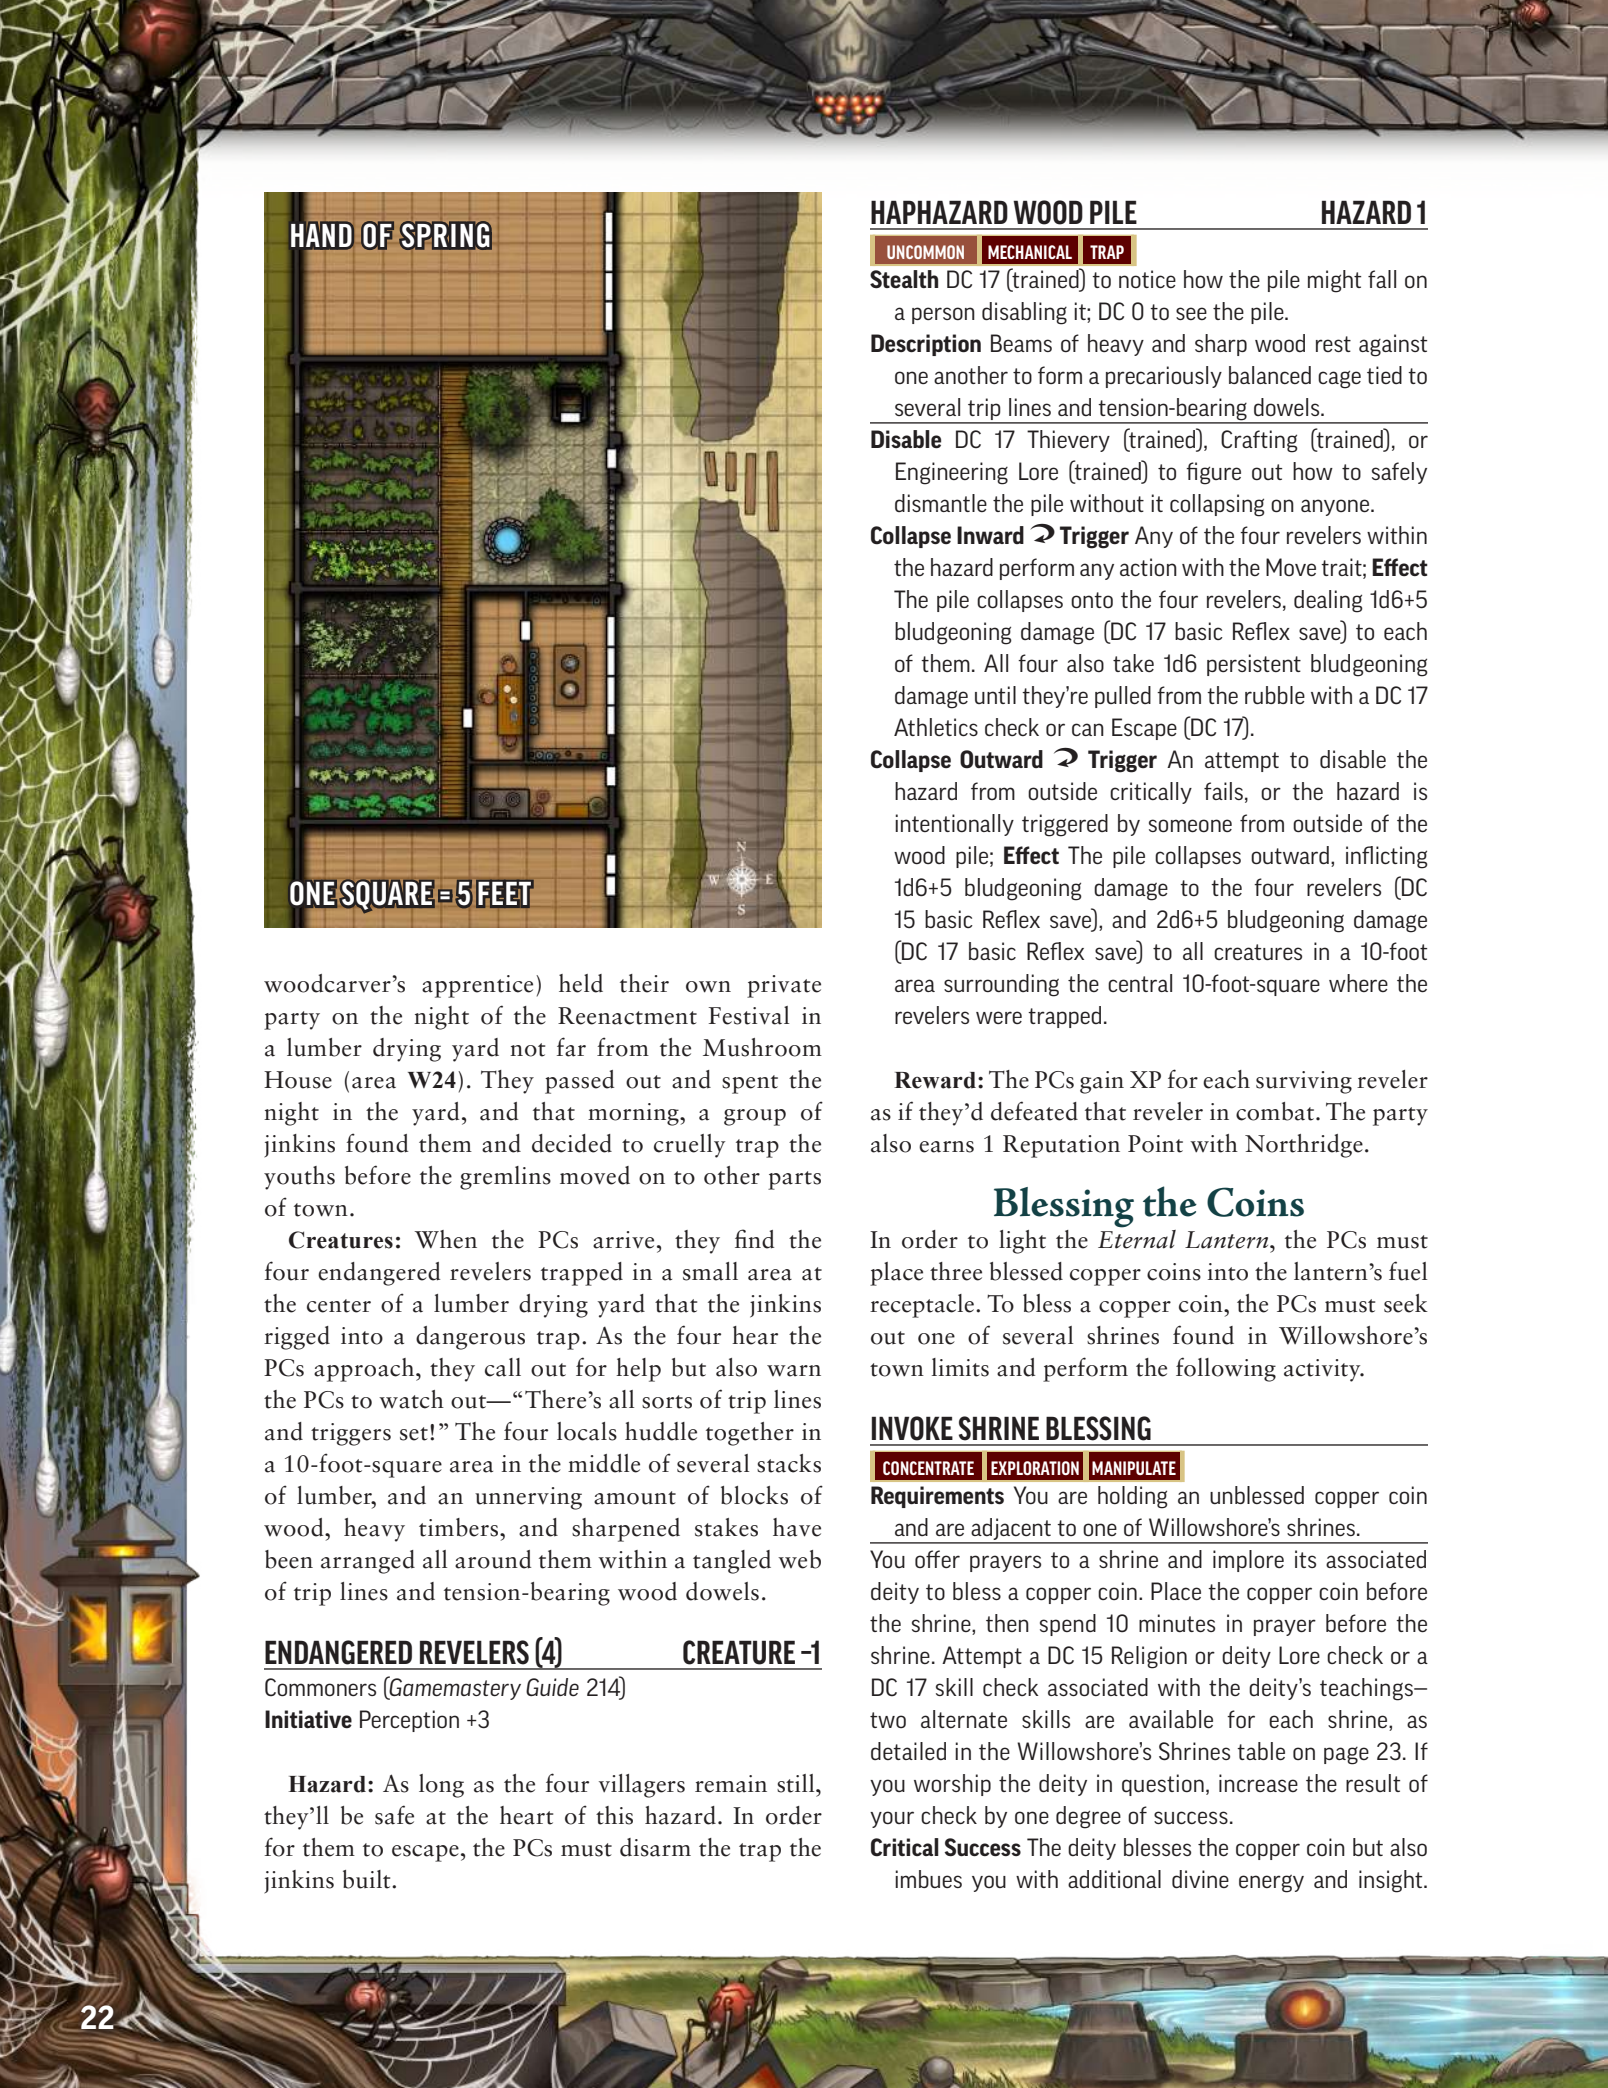 HAND OF SPRING
N
W E
S
ONE SQUARE = 5 FEET
woodcarver's apprentice) held their own private
party on the night of the Reenactment Festival in
a lumber drying yard not far from the Mushroom
House (area W24). They passed out and spent the
night in the yard, and that morning, a group of
jinkins found them and decided to cruelly trap the
youths before the gremlins moved on to other parts
of town.
Creatures: When the PCs arrive, they find the
four endangered revelers trapped in a small area at
the center of a lumber drying yard that the jinkins
rigged into a dangerous trap. As the four hear the
PCs approach, they call out for help but also warn
the PCs to watch out—“There's all sorts of trip lines
and triggers set!” The four locals huddle together in
a 10-foot-square area in the middle of several stacks
of lumber, and an unnerving amount of blocks of
wood, heavy timbers, and sharpened stakes have
been arranged all around them within a tangled web
of trip lines and tension-bearing wood dowels.
ENDANGERED REVELERS (4) CREATURE –1
Commoners (Gamemastery Guide 214)
Initiative Perception +3
Hazard: As long as the four villagers remain still,
they'll be safe at the heart of this hazard. In order
for them to escape, the PCs must disarm the trap the
jinkins built.
HAPHAZARD WOOD PILE HAZARD 1
UNCOMMON MECHANICAL TRAP
Stealth DC 17 (trained) to notice how the pile might fall on
a person disabling it; DC 0 to see the pile.
Description Beams of heavy and sharp wood rest against
one another to form a precariously balanced cage tied to
several trip lines and tension-bearing dowels.
Disable DC 17 Thievery (trained), Crafting (trained), or
Engineering Lore (trained) to figure out how to safely
dismantle the pile without it collapsing on anyone.
Collapse Inward Trigger Any of the four revelers within
the hazard perform any action with the Move trait; Effect
The pile collapses onto the four revelers, dealing 1d6+5
bludgeoning damage (DC 17 basic Reflex save) to each
of them. All four also take 1d6 persistent bludgeoning
damage until they're pulled from the rubble with a DC 17
Athletics check or can Escape (DC 17).
Collapse Outward Trigger An attempt to disable the
hazard from outside critically fails, or the hazard is
intentionally triggered by someone from outside of the
wood pile; Effect The pile collapses outward, inflicting
1d6+5 bludgeoning damage to the four revelers (DC
15 basic Reflex save), and 2d6+5 bludgeoning damage
(DC 17 basic Reflex save) to all creatures in a 10-foot
area surrounding the central 10-foot-square where the
revelers were trapped.
Reward: The PCs gain XP for each surviving reveler
as if they'd defeated that reveler in combat. The party
also earns 1 Reputation Point with Northridge.
Blessing the Coins
In order to light the Eternal Lantern, the PCs must
place three blessed copper coins into the lantern's fuel
receptacle. To bless a copper coin, the PCs must seek
out one of several shrines found in Willowshore's
town limits and perform the following activity.
INVOKE SHRINE BLESSING
CONCENTRATE EXPLORATION MANIPULATE
Requirements You are holding an unblessed copper coin
and are adjacent to one of Willowshore's shrines.
You offer prayers to a shrine and implore its associated
deity to bless a copper coin. Place the copper coin before
the shrine, then spend 10 minutes in prayer before the
shrine. Attempt a DC 15 Religion or deity Lore check or a
DC 17 skill check associated with the deity's teachings—
two alternate skills are available for each shrine, as
detailed in the Willowshore's Shrines table on page 23. If
you worship the deity in question, increase the result of
your check by one degree of success.
Critical Success The deity blesses the copper coin but also
imbues you with additional divine energy and insight.
22